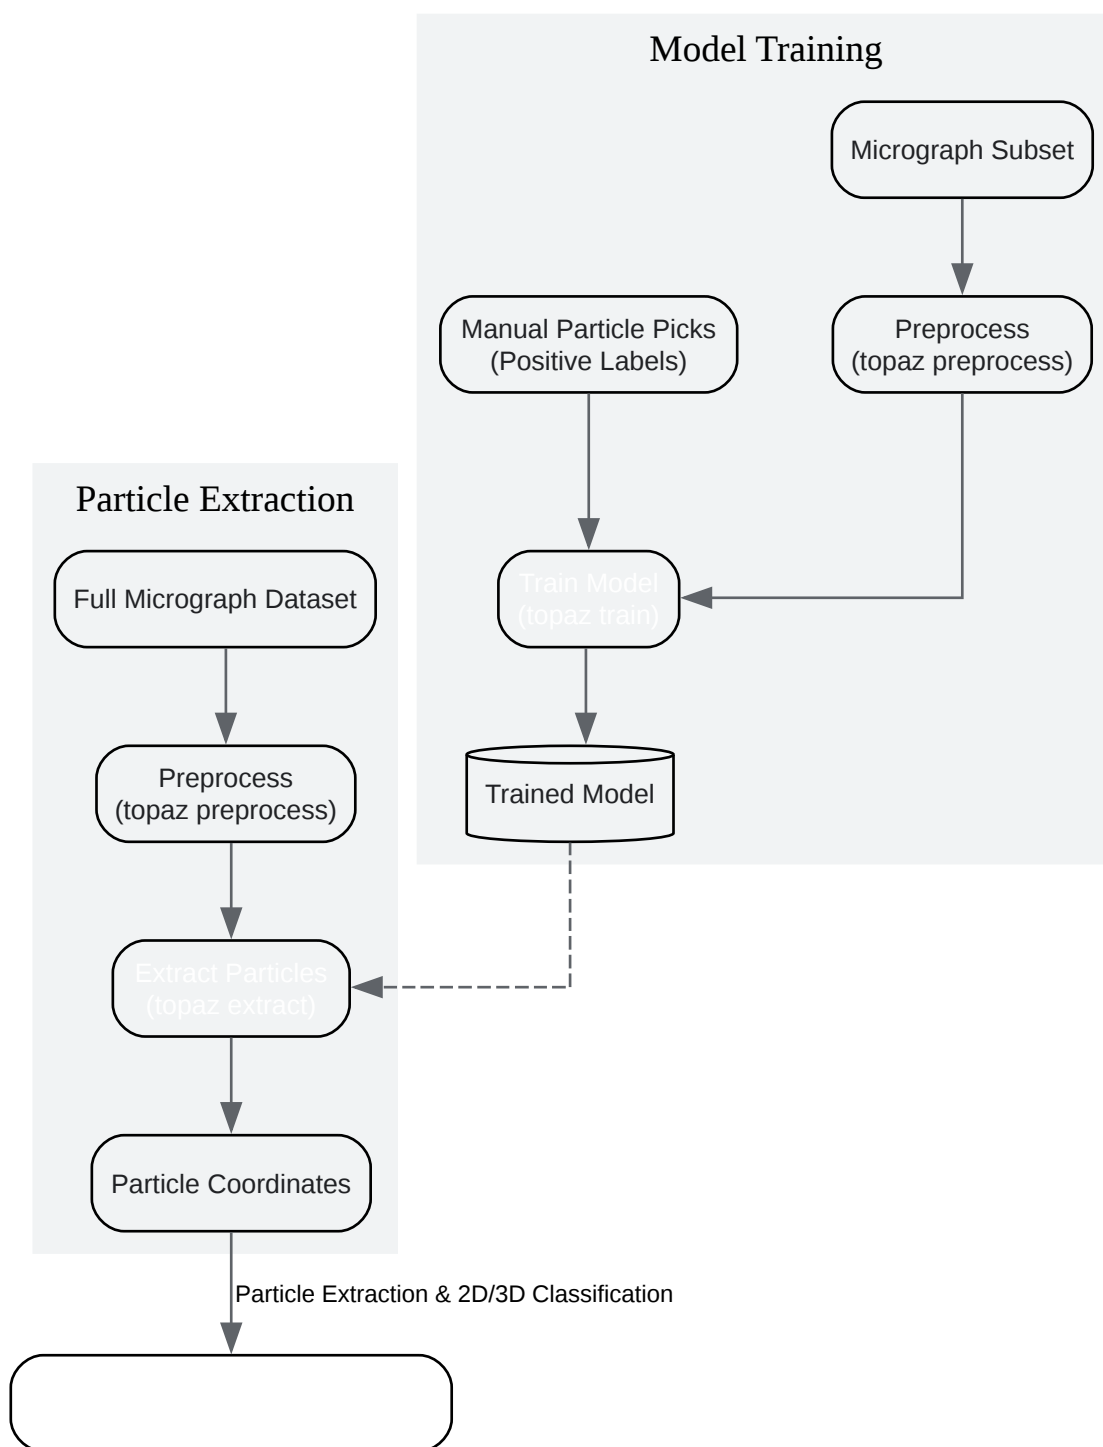 Model Training
Micrograph Subset
Manual Particle Picks
(Positive Labels)
Preprocess
(topaz preprocess)
Particle Extraction
Full Micrograph Dataset
Train Model
(topaz train)
Preprocess
(topaz preprocess)
Trained Model
Extract Particles
(topaz extract)
Particle Coordinates
Particle Extraction & 2D/3D Classification